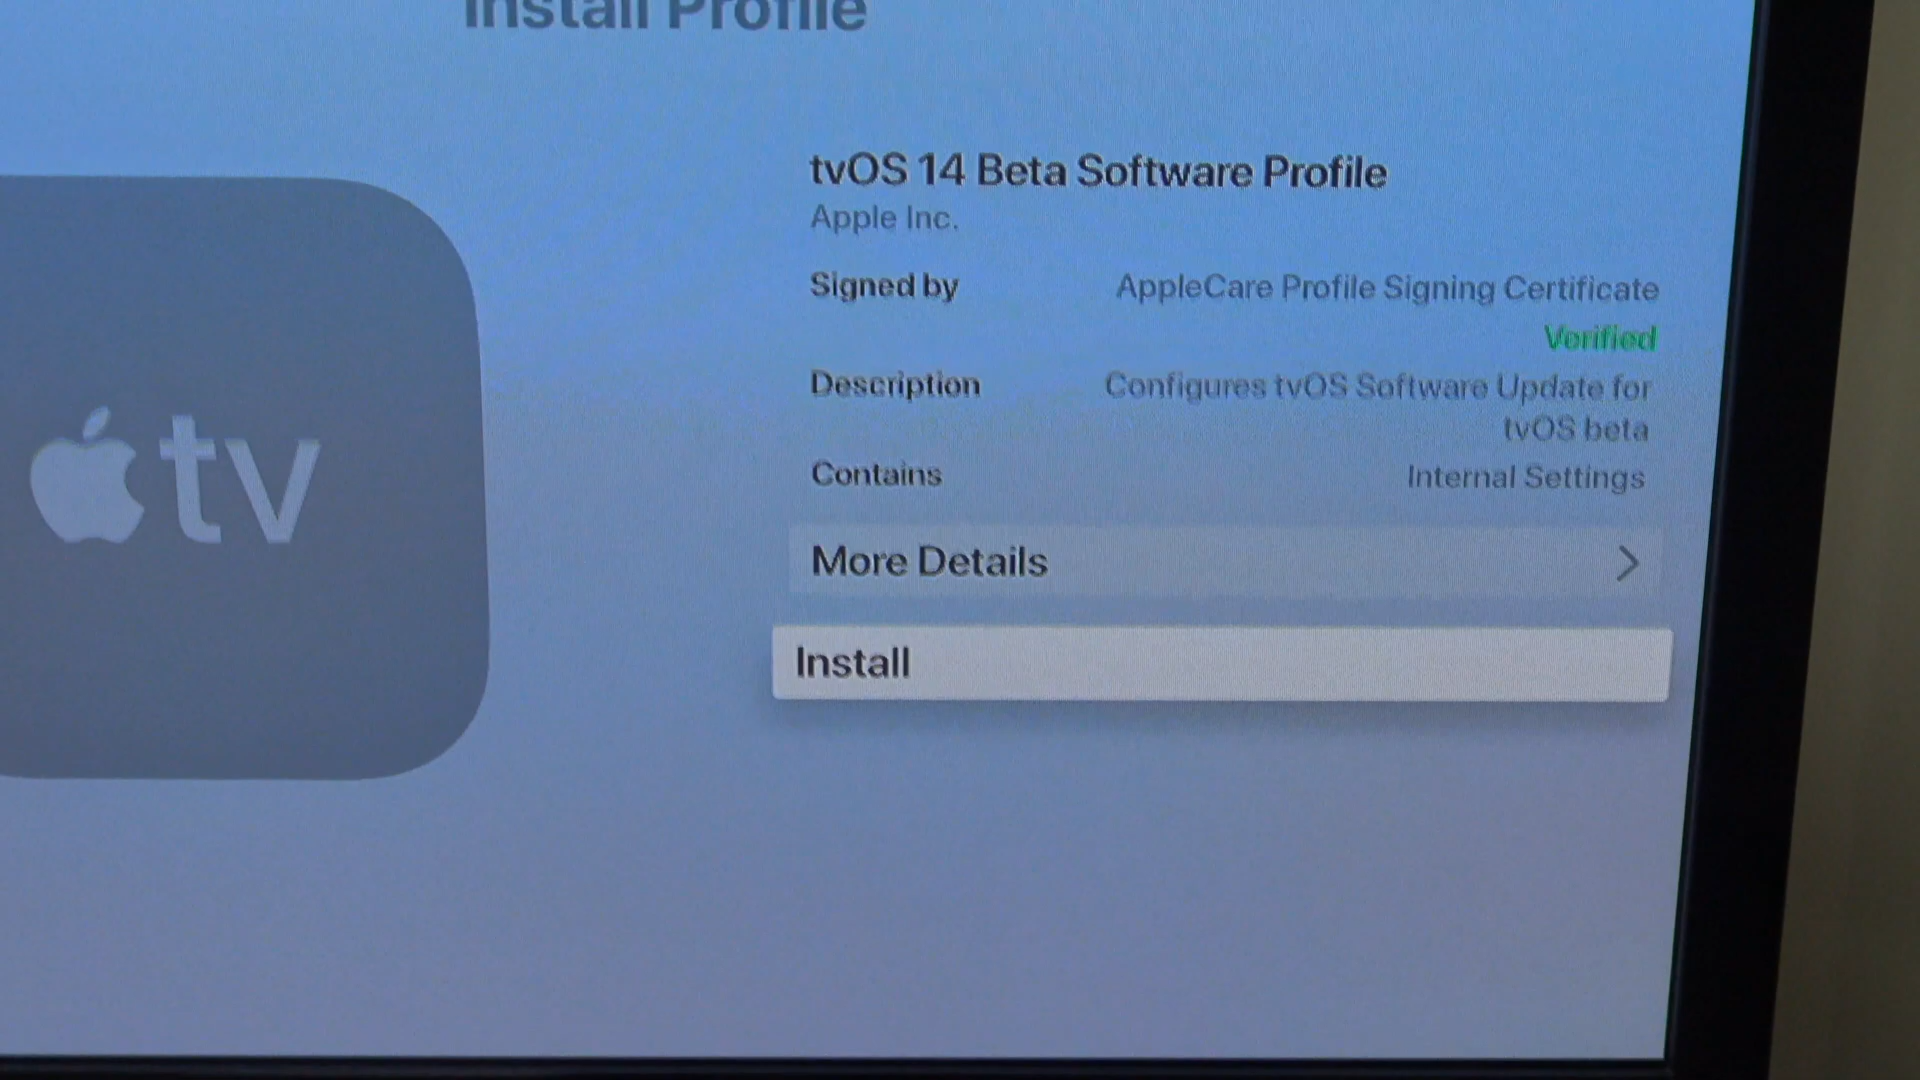 Install Profile
tvOS 14 Beta Software Profile
Apple Inc.
Signed by
AppleCare Profile Signing Certificate
Verified
Description
Configures tvOS Software Update for
tvOS beta
Contains
Internal Settings
tv
More Details
Install